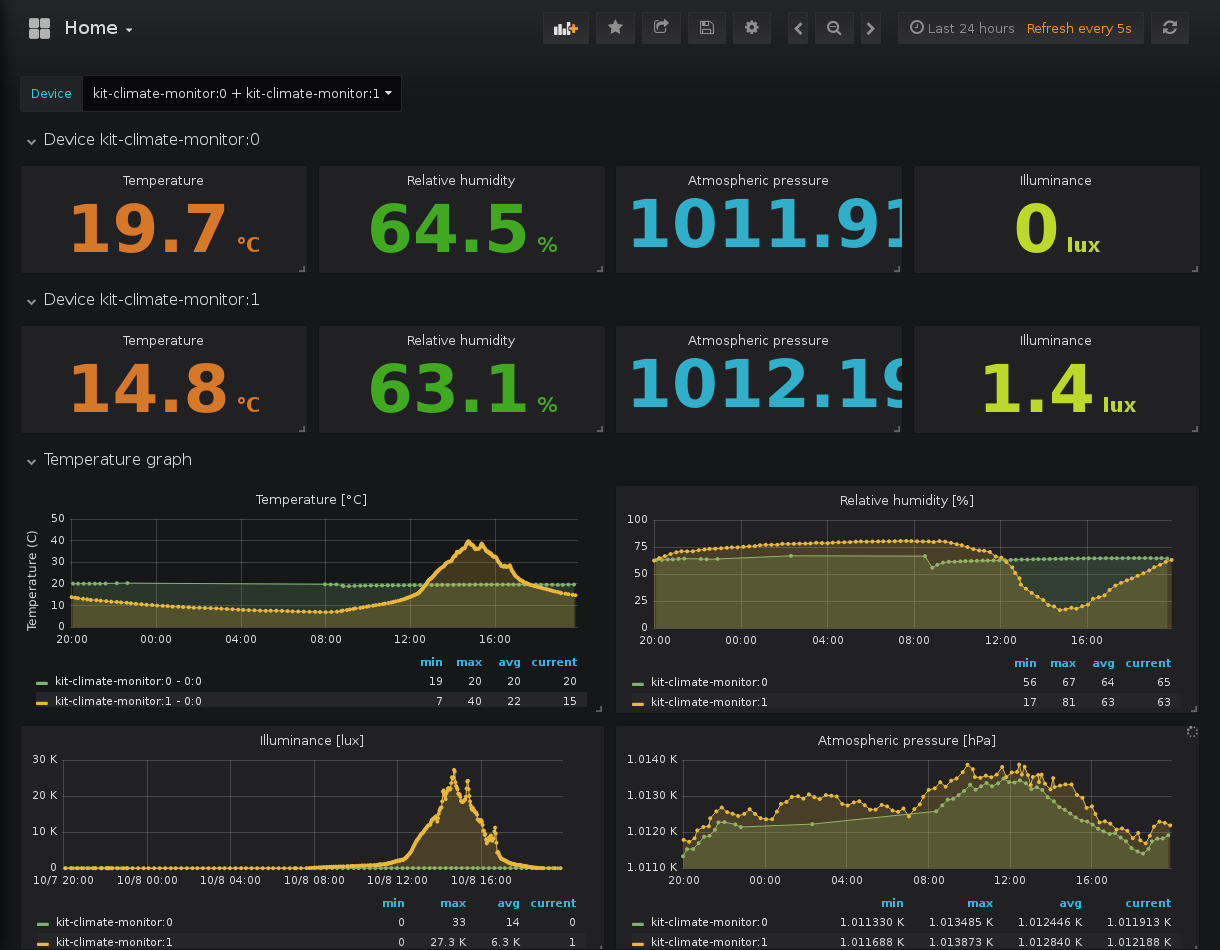 Home
Last 24 hours Refresh every 5s
Device kit-climate-monitor:0 + kit-climate-monitor:1
Device kit-climate-monitor:0
Temperature Relative humidity Atmospheric pressure Illuminance
19.7 °C 64.5 % 1011.91 0 lux
Device kit-climate-monitor:1
Temperature Relative humidity Atmospheric pressure Illuminance
14.8 °C 63.1 % 1012.19 1.4 lux
Temperature graph
Temperature [°C]
Temperature (C)
50
40
30
20
10
0
20:00 00:00 04:00 08:00 12:00 16:00
min max avg current
kit-climate-monitor:0 - 0:0 19 20 20 20
kit-climate-monitor:1 - 0:0 7 40 22 15
Relative humidity [%]
100
75
50
25
0
20:00 00:00 04:00 08:00 12:00 16:00
min max avg current
kit-climate-monitor:0 56 67 64 65
kit-climate-monitor:1 17 81 63 63
Illuminance [lux]
30 K
20 K
10 K
0
10/7 20:00 10/8 00:00 10/8 04:00 10/8 08:00 10/8 12:00 10/8 16:00
min max avg current
kit-climate-monitor:0 0 33 14 0
kit-climate-monitor:1 0 27.3 K 6.3 K 1
Atmospheric pressure [hPa]
1.0140 K
1.0130 K
1.0120 K
1.0110 K
20:00 00:00 04:00 08:00 12:00 16:00
min max avg current
kit-climate-monitor:0 1.011330 K 1.013485 K 1.012446 K 1.011913 K
kit-climate-monitor:1 1.011688 K 1.013873 K 1.012840 K 1.012188 K